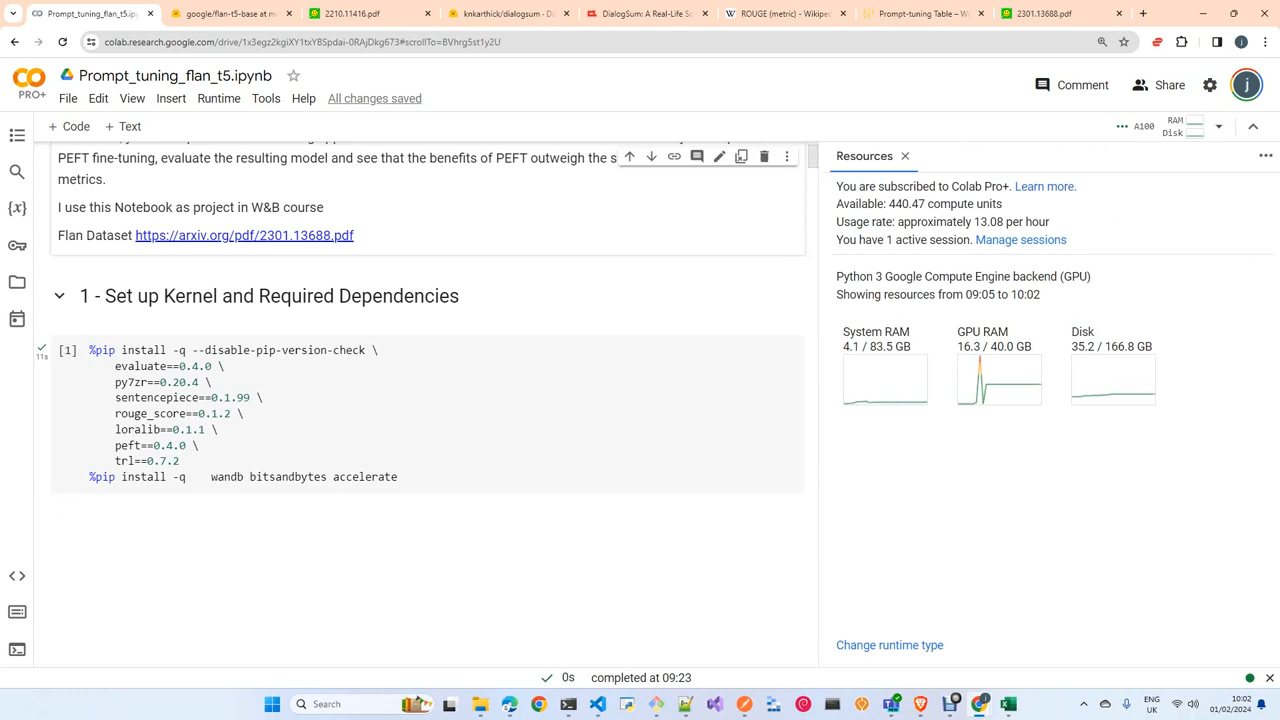 Prompt_tuning_flan_t5.ipynb
google/flan-t5-base at m
2210.11416.pdf
knkarthick/dialogsum - Da
DialogSum: A Real-Life S
ROUGE (metric) - Wikiped
Prompt-tuning Table – W
2301.13688.pdf
colab.research.google.com/drive/1x3egz2kgiXY1txYBSpdai-0RAjDkg673#scrollTo=BVhrg5st1y2U
CO
PRO+
Prompt_tuning_flan_t5.ipynb
File Edit View Insert Runtime Tools Help All changes saved
Comment
Share
j
+ Code + Text
A100
RAM
Disk
PEFT fine-tuning, evaluate the resulting model and see that the benefits of PEFT outweigh the s
metrics.
I use this Notebook as project in W&B course
Flan Dataset https://arxiv.org/pdf/2301.13688.pdf
1 - Set up Kernel and Required Dependencies
11s
[1] %pip install -q --disable-pip-version-check \
evaluate==0.4.0 \
py7zr==0.20.4 \
sentencepiece==0.1.99 \
rouge_score==0.1.2 \
loralib==0.1.1 \
peft==0.4.0 \
trl==0.7.2
%pip install -q wandb bitsandbytes accelerate
{x}
Resources
You are subscribed to Colab Pro+. Learn more.
Available: 440.47 compute units
Usage rate: approximately 13.08 per hour
You have 1 active session. Manage sessions
Python 3 Google Compute Engine backend (GPU)
Showing resources from 09:05 to 10:02
System RAM
4.1 / 83.5 GB
GPU RAM
16.3 / 40.0 GB
Disk
35.2 / 166.8 GB
Change runtime type
0s completed at 09:23
Search
ENG
UK
10:02
01/02/2024